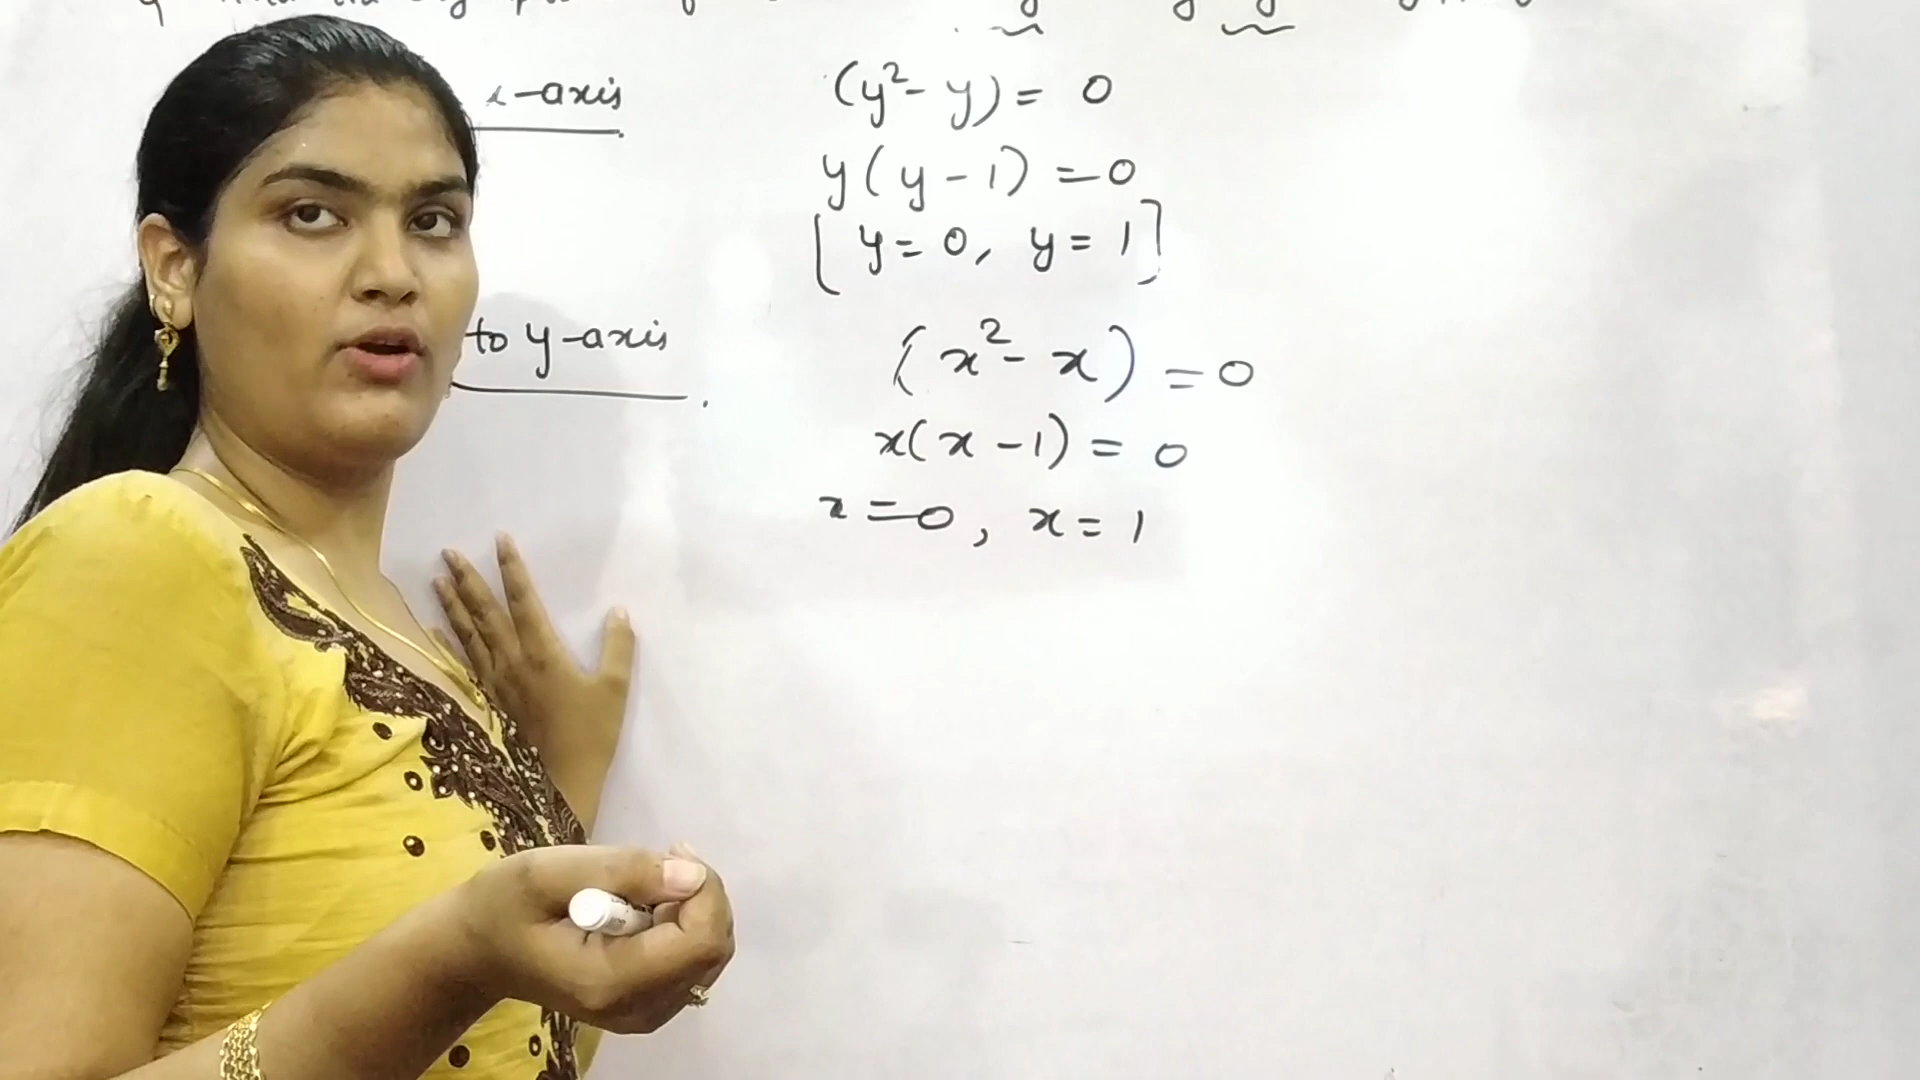 x-axis
(y²- y) = 0
y(y-1) = 0
[y = 0, y = 1]
to y-axis
(x²- x) = 0
x(x-1) = 0
x = 0, x = 1